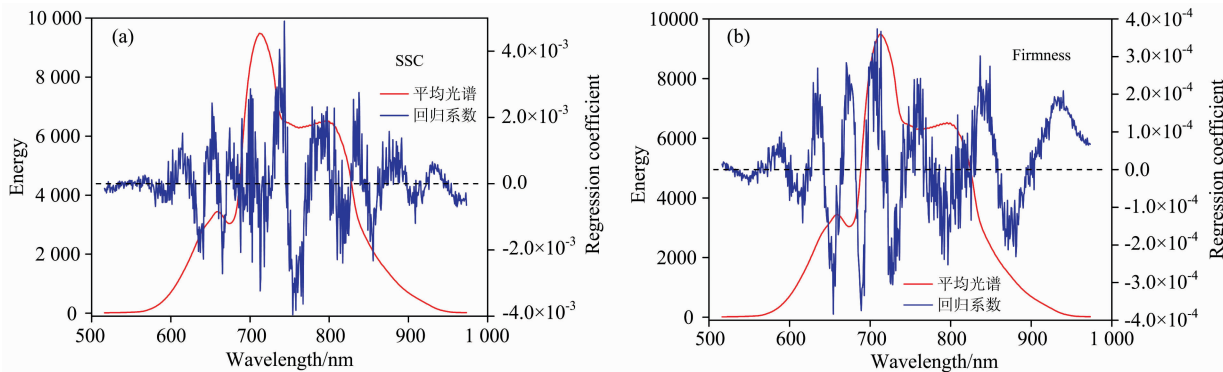 (a)
SSC
平均光谱
回归系数
Energy
10 000
8 000
6 000
4 000
2 000
0
4.0×10⁻³
2.0×10⁻³
0.0
−2.0×10⁻³
−4.0×10⁻³
Regression coefficient
500 600 700 800 900 1 000
Wavelength/nm
(b)
Firmness
平均光谱
回归系数
Energy
10000
8000
6000
4000
2000
0
4.0×10⁻⁴
3.0×10⁻⁴
2.0×10⁻⁴
1.0×10⁻⁴
0.0
-1.0×10⁻⁴
-2.0×10⁻⁴
-3.0×10⁻⁴
-4.0×10⁻⁴
Regression coefficient
500 600 700 800 900 1 000
Wavelength/nm